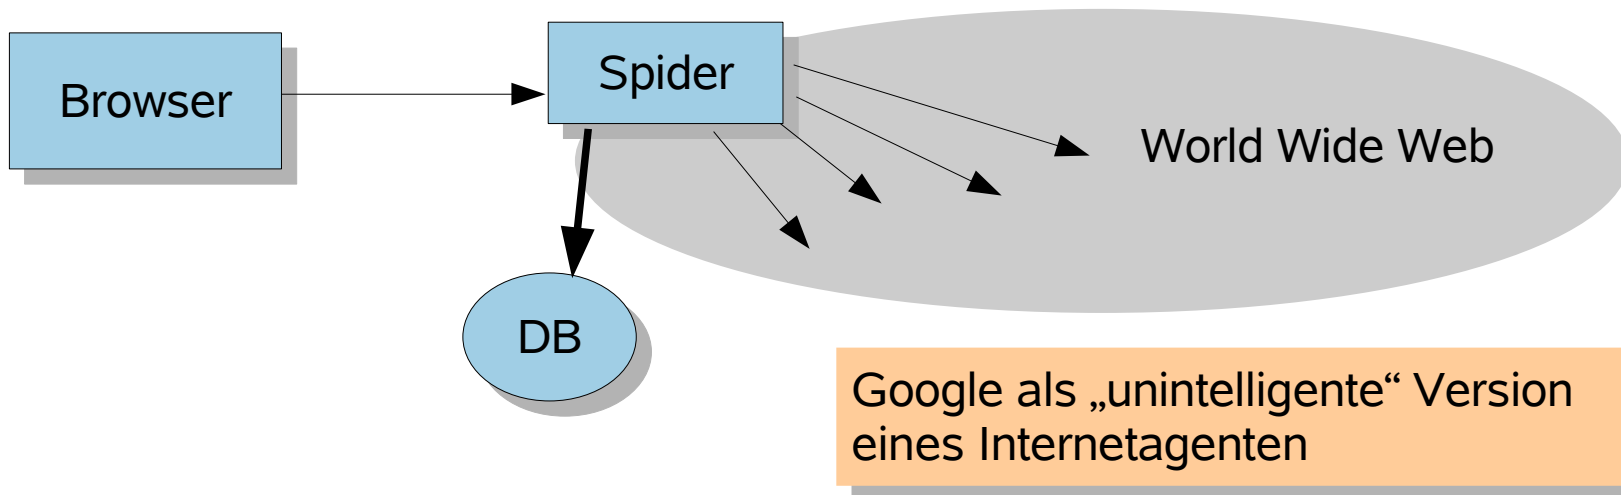 Browser
Spider
World Wide Web
DB
Google als „unintelligente“ Version
eines Internetagenten